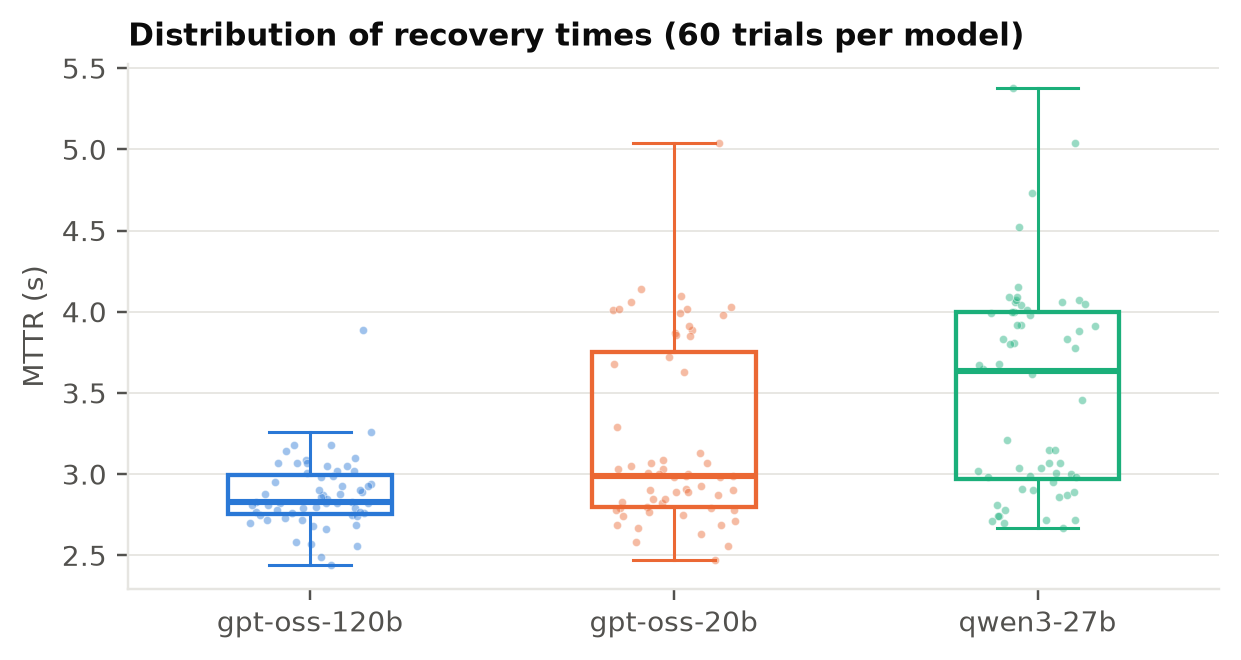 Distribution of recovery times (60 trials per model)
5.5
5.0
4.5
4.0
3.5
3.0
2.5
MTTR (s)
gpt-oss-120b
gpt-oss-20b
qwen3-27b